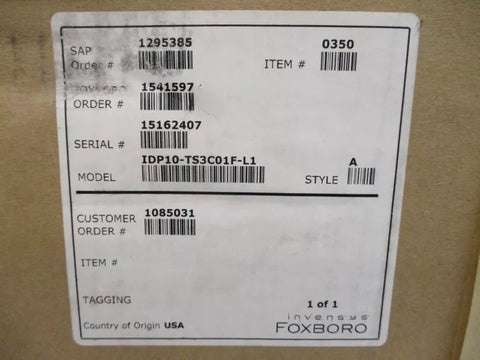 SAP Order # 1295385 ITEM # 0350
ORDER # 1541597
SERIAL # 15162407
MODEL IDP10-TS3C01F-L1 STYLE A
CUSTOMER ORDER # 1085031
ITEM #
TAGGING
1 of 1
Country of Origin USA
invensys
FOXBORO